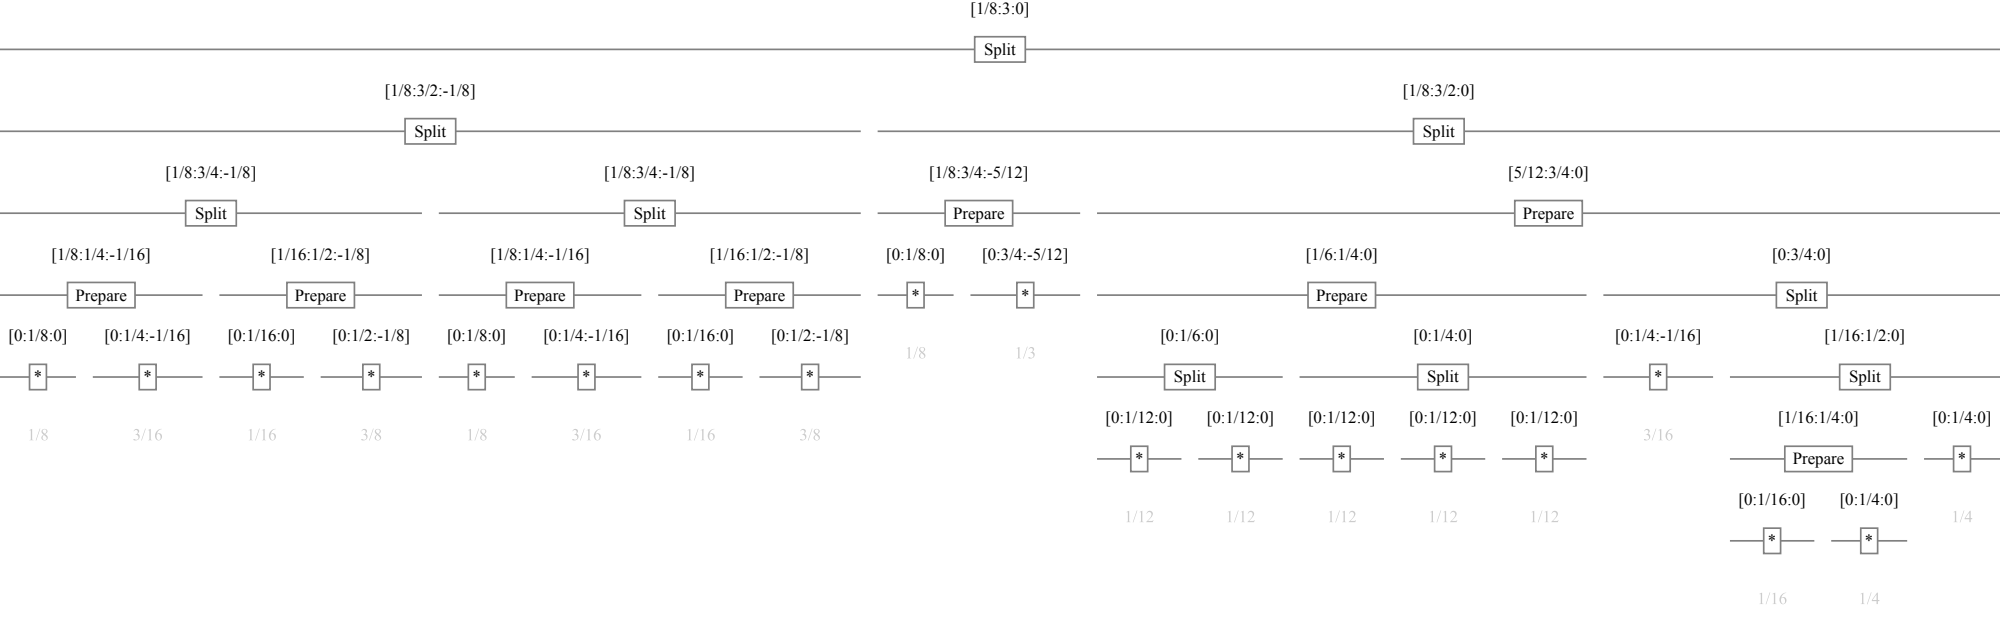 [1/8:3:0]
Split
[1/8:3/2:-1/8] [1/8:3/2:0]
Split Split
[1/8:3/4:-1/8] [1/8:3/4:-1/8] [1/8:3/4:-5/12] [5/12:3/4:0]
Split Split Prepare Prepare
[1/8:1/4:-1/16] [1/16:1/2:-1/8] [1/8:1/4:-1/16] [1/16:1/2:-1/8] [0:1/8:0] [0:3/4:-5/12] [1/6:1/4:0] [0:3/4:0]
Prepare Prepare Prepare Prepare * * Prepare Split
[0:1/8:0] [0:1/4:-1/16] [0:1/16:0] [0:1/2:-1/8] [0:1/8:0] [0:1/4:-1/16] [0:1/16:0] [0:1/2:-1/8] [0:1/6:0] [0:1/4:0] [0:1/4:-1/16] [1/16:1/2:0]
1/8 1/3
* * * * * * * * Split Split * Split
[0:1/12:0] [0:1/12:0] [0:1/12:0] [0:1/12:0] [0:1/12:0] [1/16:1/4:0] [0:1/4:0]
1/8 3/16 1/16 3/8 1/8 3/16 1/16 3/8 3/16
* * * * * Prepare *
[0:1/16:0] [0:1/4:0]
1/12 1/12 1/12 1/12 1/12 1/4
* *
1/16 1/4